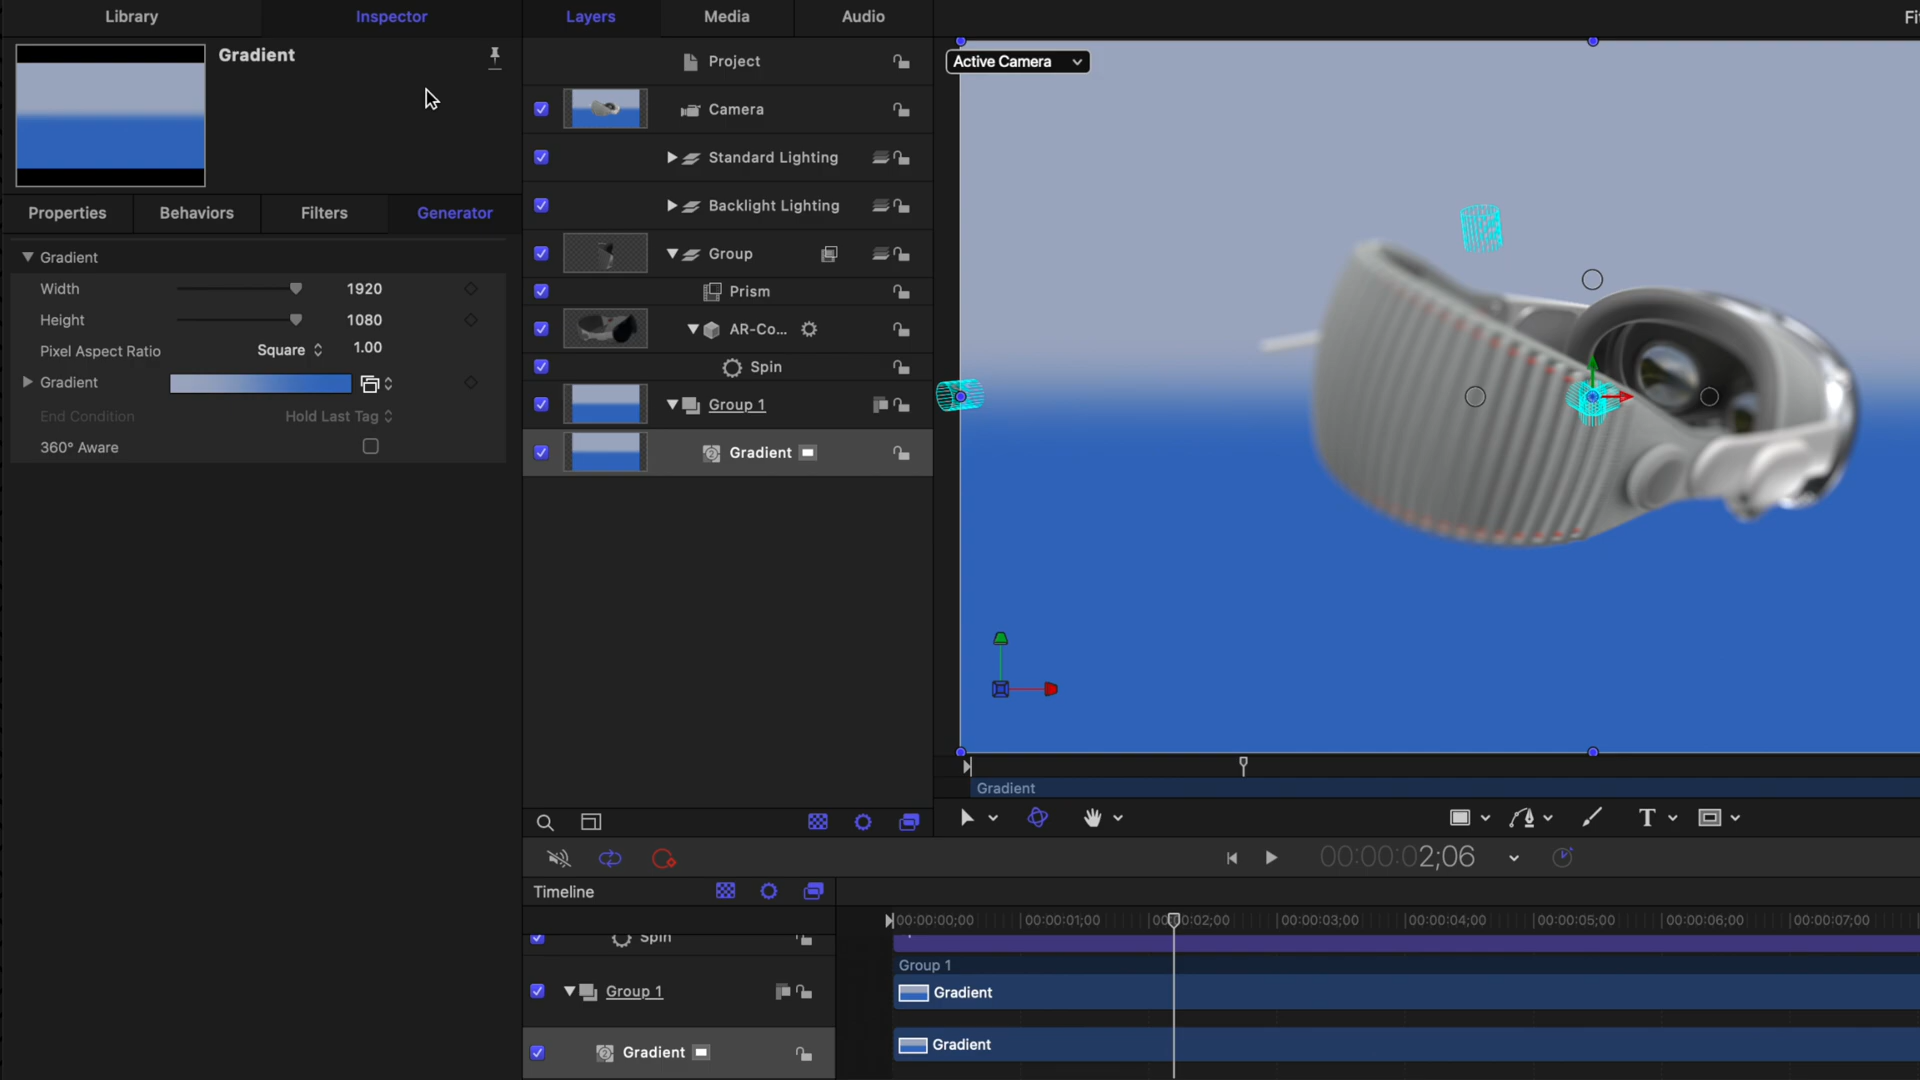 Library
Inspector
Layers
Media
Audio
Fi
Gradient
Project
Active Camera
Camera
Standard Lighting
Properties
Behaviors
Filters
Generator
Backlight Lighting
Gradient
Group
Width
1920
Prism
Height
1080
AR-Co...
Pixel Aspect Ratio
Square
1.00
Spin
Gradient
Group 1
End Condition
Hold Last Tag
360° Aware
Gradient
Gradient
T
00:00:02;06
Timeline
00:00:00;00
00:00:01;00
00:00:02;00
00:00:03;00
00:00:04;00
00:00:05;00
00:00:06;00
00:00:07;00
Spin
Group 1
Group 1
Gradient
Gradient
Gradient